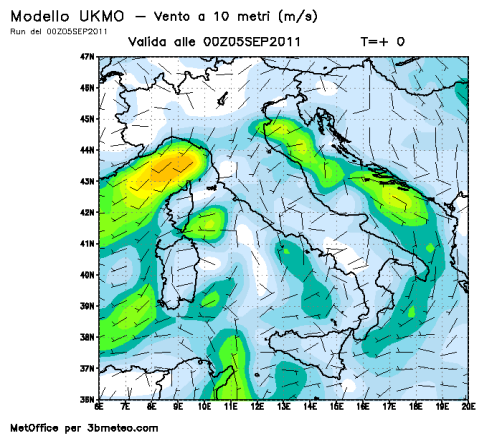 Modello UKMO – Vento a 10 metri (m/s)
Run del 00Z05SEP2011
Valida alle 00Z05SEP2011 T=+ 0
47N
46N
45N
44N
43N
42N
41N
40N
39N
38N
37N
36N
6E 7E 8E 9E 10E 11E 12E 13E 14E 15E 16E 17E 18E 19E 20E
MetOffice per 3bmeteo.com